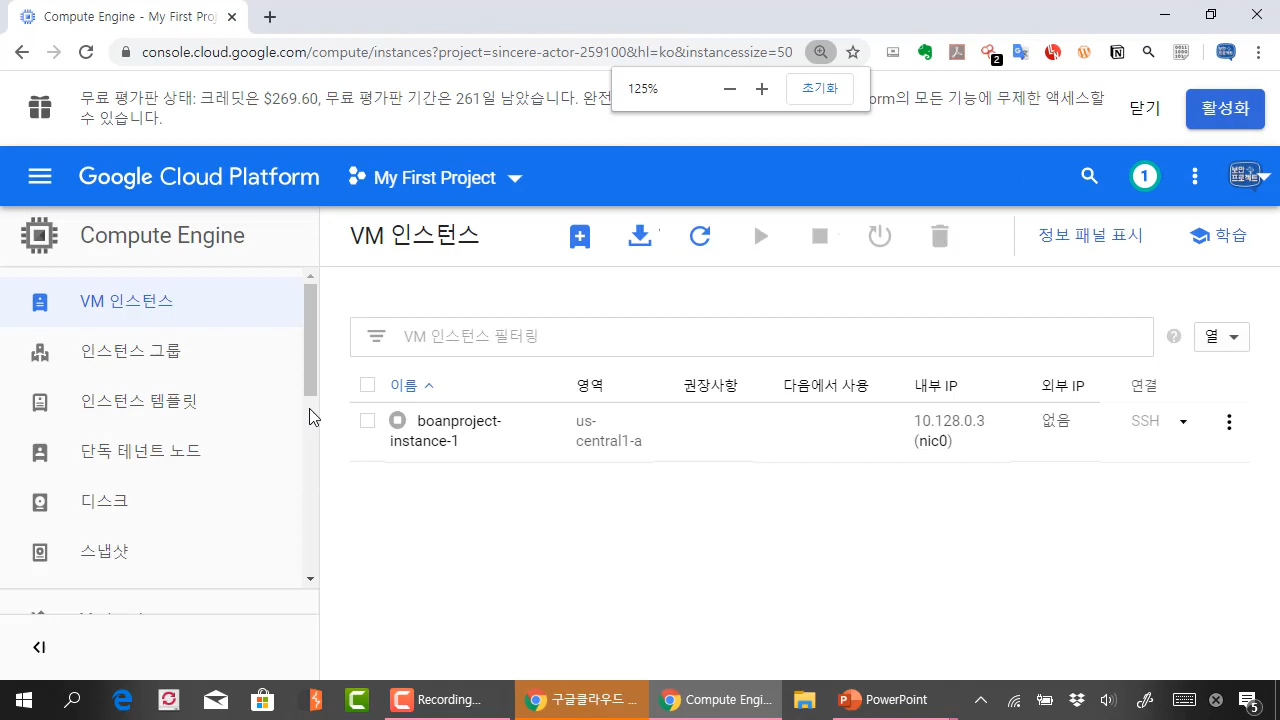 Compute Engine - My First Proj
console.cloud.google.com/compute/instances?project=sincere-actor-259100&hl=ko&instancessize=50
2
125%
초기화
무료 평가판 상태: 크레딧은 $269.60, 무료 평가판 기간은 261일 남았습니다. 완전
orm의 모든 기능에 무제한 액세스할
수 있습니다.
닫기
활성화
Google Cloud Platform
My First Project
1
보안
프로젝트
Compute Engine
VM 인스턴스
정보 패널 표시
학습
VM 인스턴스
인스턴스 그룹
인스턴스 템플릿
단독 테넌트 노드
디스크
스냅샷
VM 인스턴스 필터링
열
이름
영역
권장사항
다음에서 사용
내부 IP
외부 IP
연결
boanproject-
instance-1
us-
central1-a
10.128.0.3
(nic0)
없음
SSH
Recording...
구글클라우드 ...
Compute Engi...
PowerPoint
5